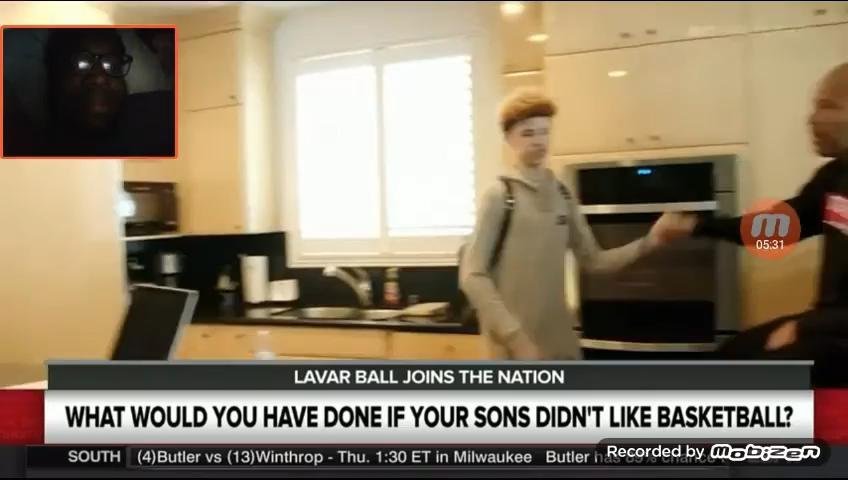 05:31
LAVAR BALL JOINS THE NATION
WHAT WOULD YOU HAVE DONE IF YOUR SONS DIDN'T LIKE BASKETBALL?
SOUTH (4)Butler vs (13)Winthrop - Thu. 1:30 ET in Milwaukee Butler has
Recorded by Mobizen